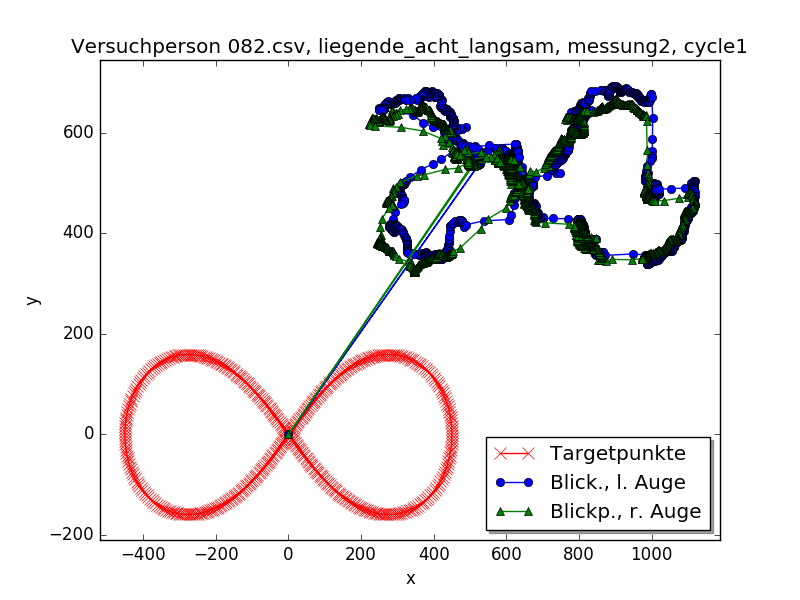 Versuchperson 082.csv, liegende_acht_langsam, messung2, cycle1
y
600
400
200
0
−200
−400
−200
0
200
400
600
800
1000
x
Targetpunkte
Blick., l. Auge
Blickp., r. Auge